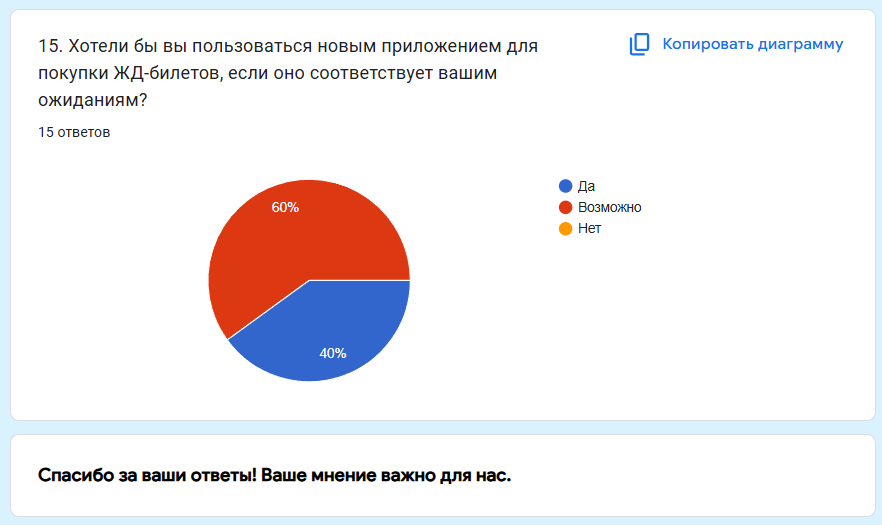 15. Хотели бы вы пользоваться новым приложением для
покупки ЖД-билетов, если оно соответствует вашим
ожиданиям?
Копировать диаграмму
15 ответов
60%
40%
Да
Возможно
Нет
Спасибо за ваши ответы! Ваше мнение важно для нас.